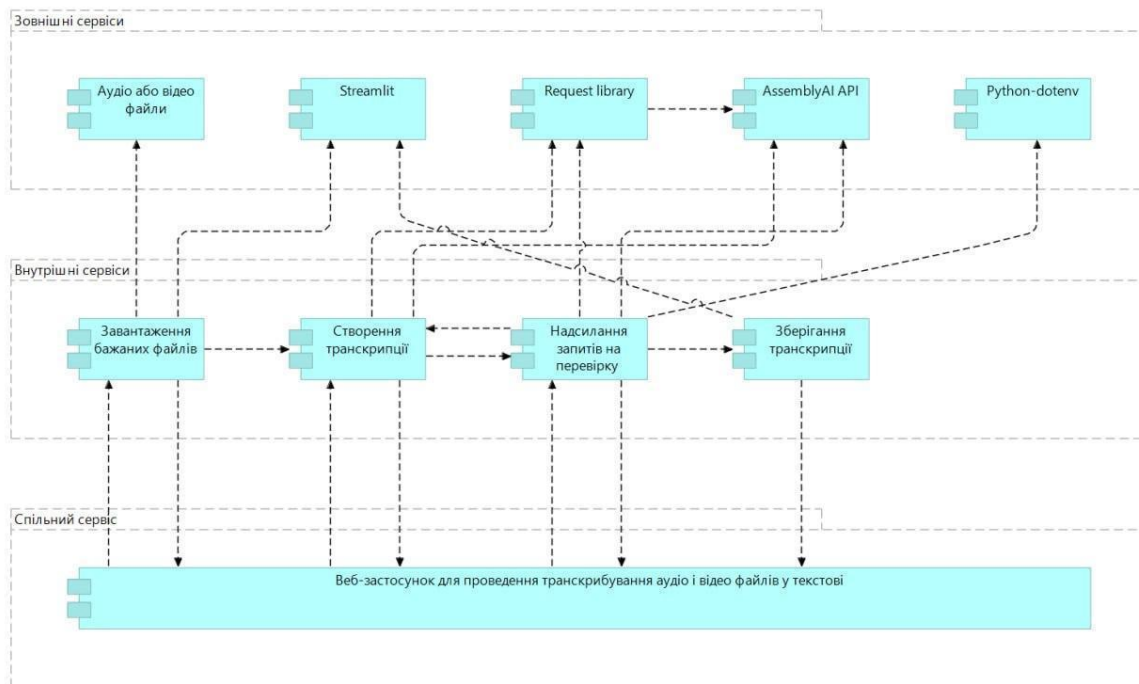 Зовнішні сервіси
Аудіо або відео
файли
Streamlit
Request library
AssemblyAI API
Python-dotenv
Внутрішні сервіси
Завантаження
бажаних файлів
Створення
транскрипції
Надсилання
запитів на
перевірку
Зберігання
транскрипції
Спільний сервіс
Веб-застосунок для проведення транскрибування аудіо і відео файлів у текстові